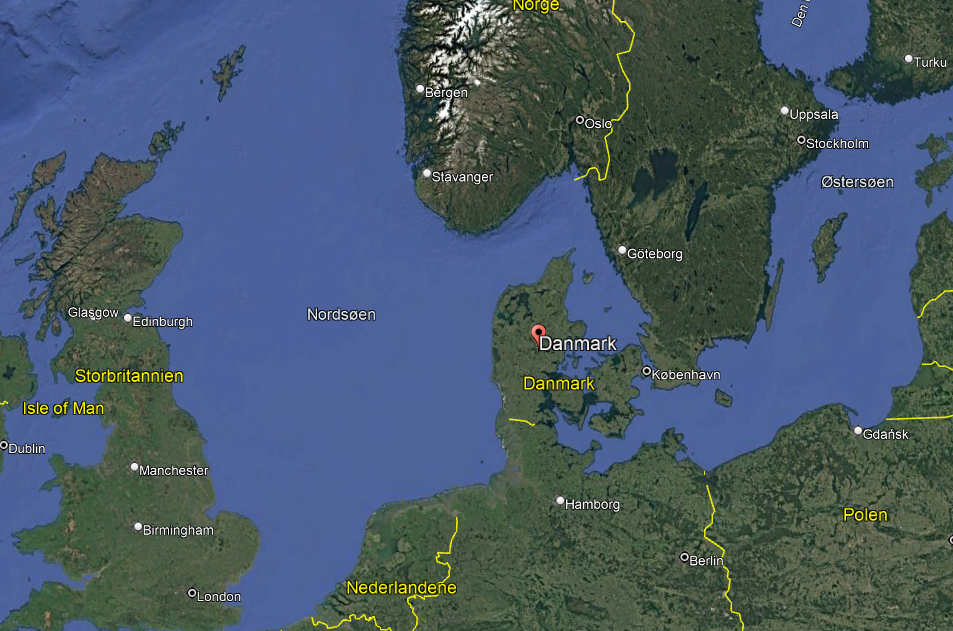 Norge
Den
Turku
Bergen
Uppsala
Oslo
Stockholm
Stavanger
Østersøen
Göteborg
Glasgow
Edinburgh
Nordsøen
Danmark
Storbritannien
Danmark
København
Isle of Man
Dublin
Gdańsk
Manchester
Hamborg
Polen
Birmingham
Berlin
Nederlandene
London